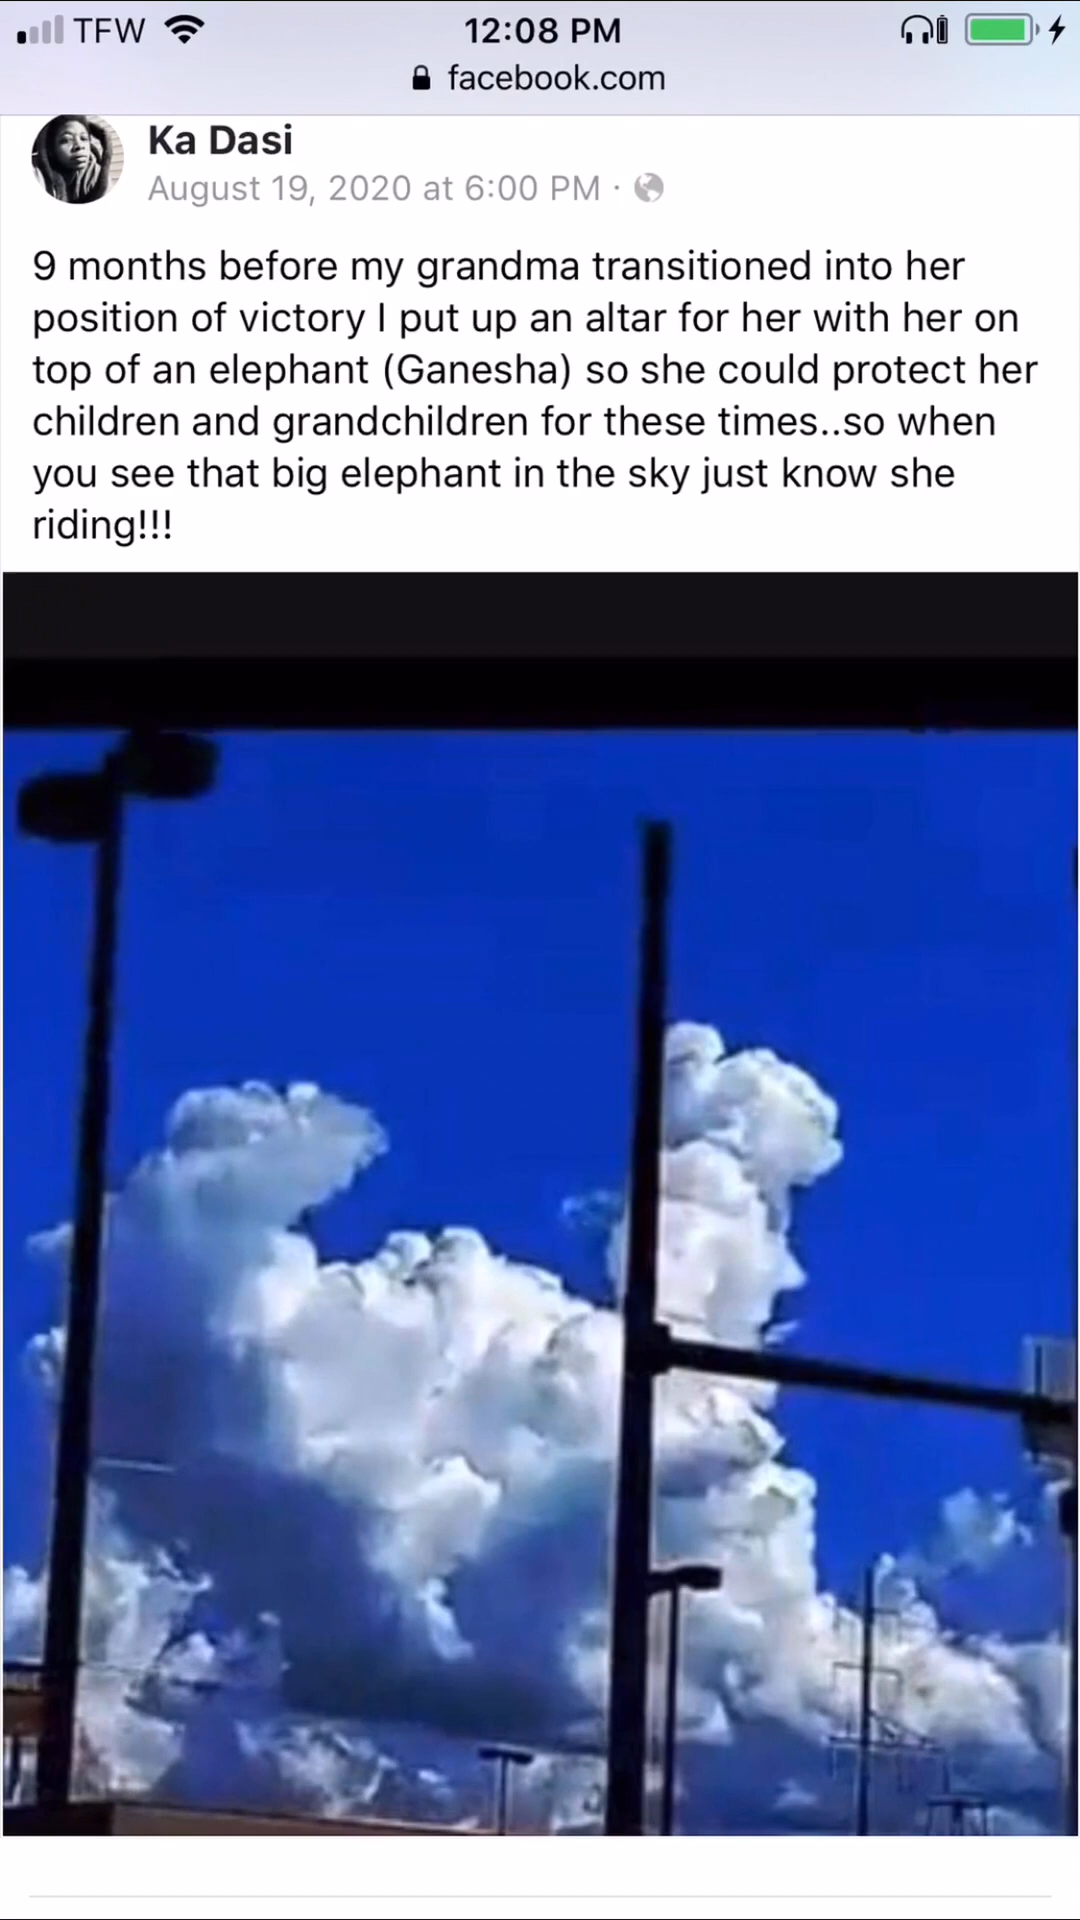 TFW 12:08 PM
facebook.com
Ka Dasi
August 19, 2020 at 6:00 PM ·
9 months before my grandma transitioned into her
position of victory I put up an altar for her with her on
top of an elephant (Ganesha) so she could protect her
children and grandchildren for these times..so when
you see that big elephant in the sky just know she
riding!!!